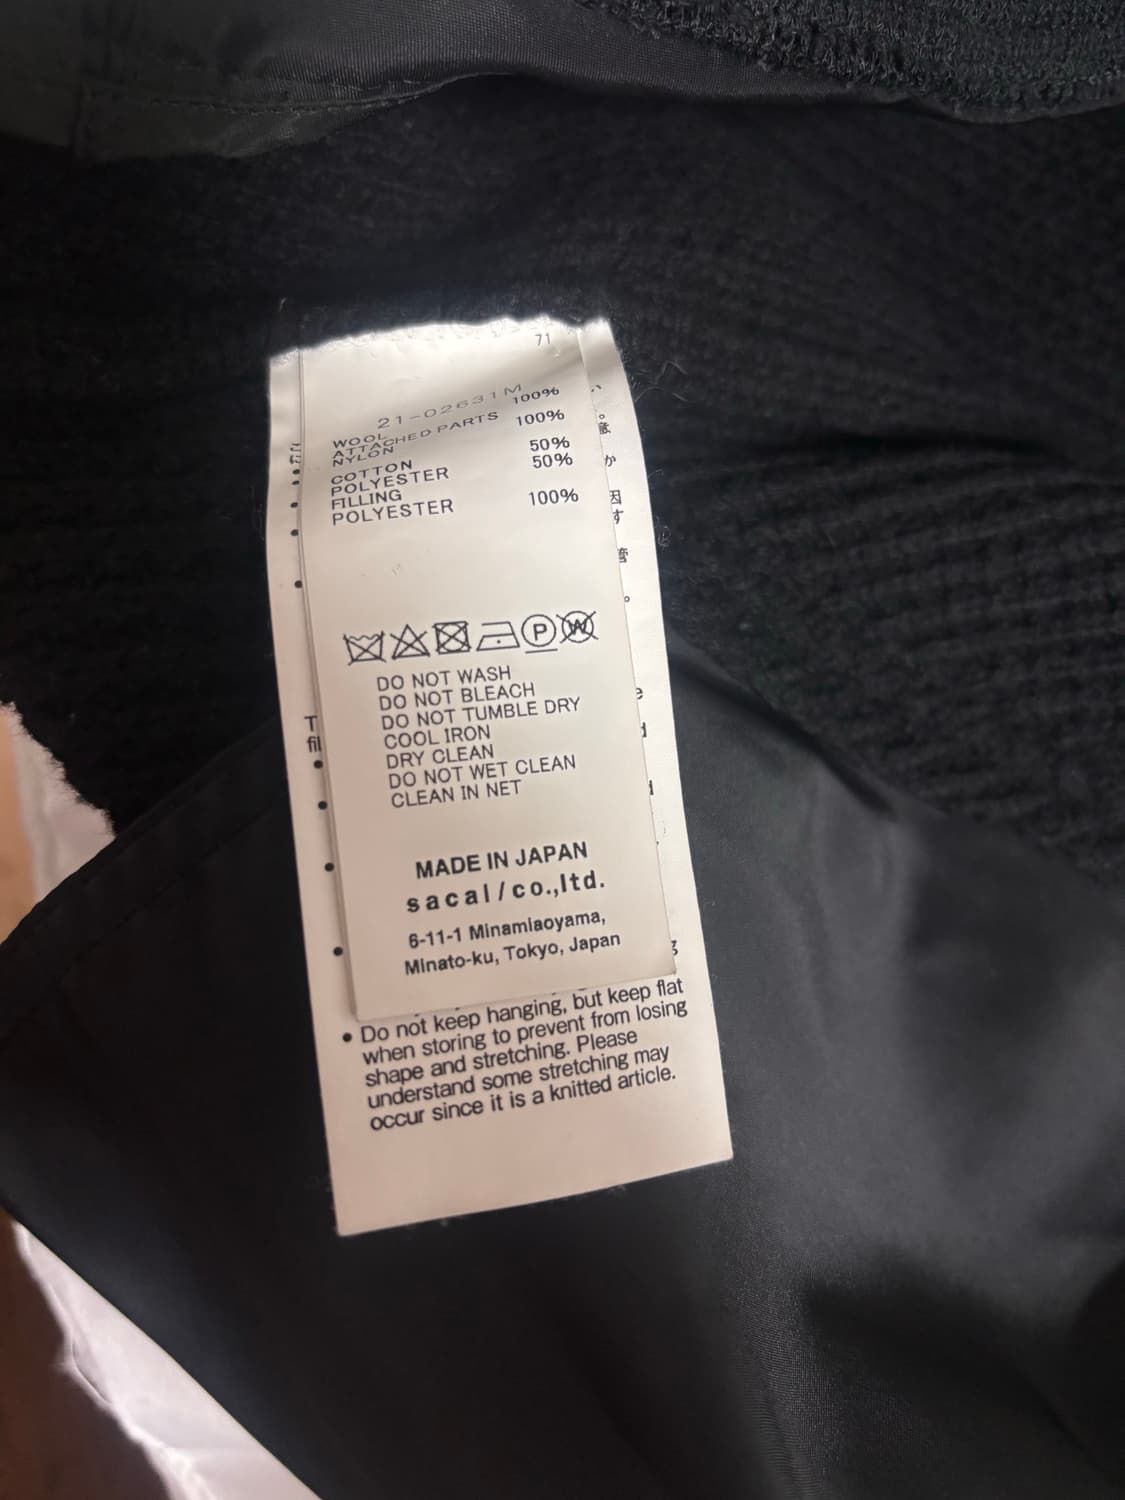 71
21-02631M
WOOL 100%
ATTACHED PARTS
NYLON 100%
COTTON 50%
POLYESTER 50%
FILLING
POLYESTER 100%
P
W
DO NOT WASH
DO NOT BLEACH
DO NOT TUMBLE DRY
COOL IRON
DRY CLEAN
DO NOT WET CLEAN
CLEAN IN NET
MADE IN JAPAN
sacai/co.,ltd.
6-11-1 Minamiaoyama,
Minato-ku, Tokyo, Japan
• Do not keep hanging, but keep flat
when storing to prevent from losing
shape and stretching. Please
understand some stretching may
occur since it is a knitted article.